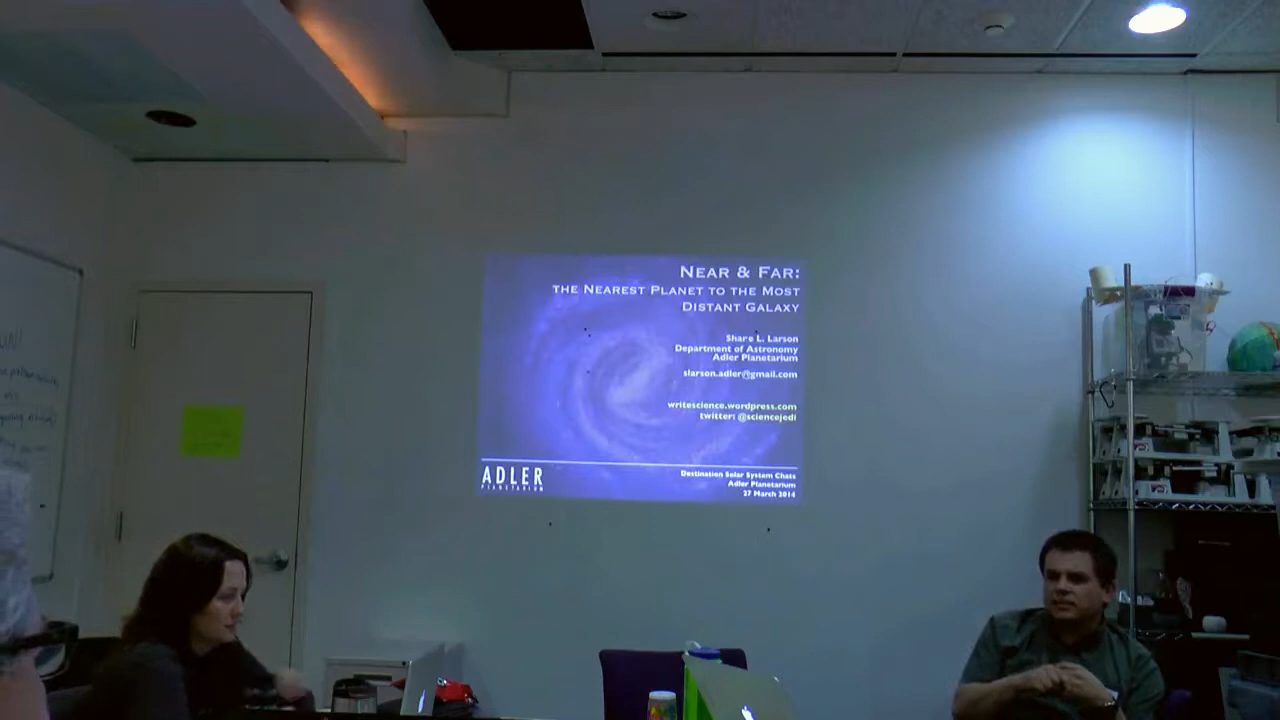 NEAR & FAR:
THE NEAREST PLANET TO THE MOST
DISTANT GALAXY
Shane L. Larson
Department of Astronomy
Adler Planetarium
slarson.adler@gmail.com
writescience.wordpress.com
twitter: @sciencejedi
ADLER
PLANETARIUM
Destination Solar System Chats
Adler Planetarium
27 March 2014